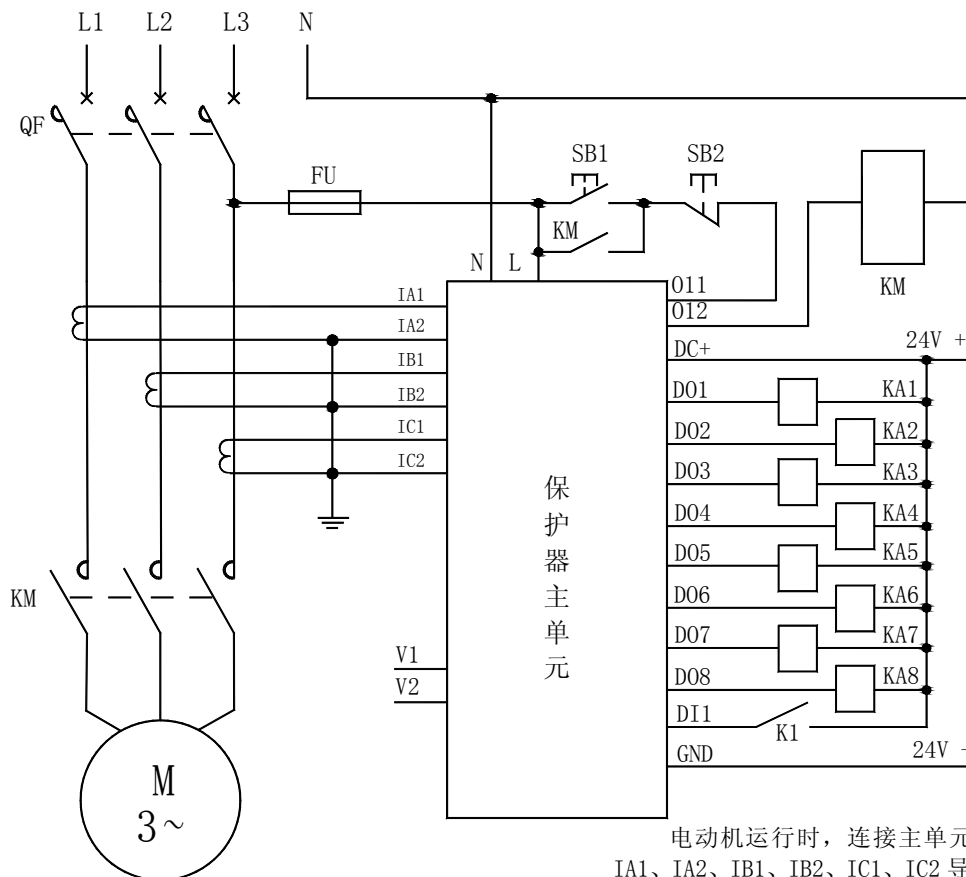 L1 L2 L3 N
QF
SB1 SB2
FU
KM
N L
KM
IA1
O11
O12
IA2
24V +
DC+
IB1
DO1 KA1
IB2
DO2 KA2
IC1
IC2
DO3 KA3
保
护
器
主
单
元
DO4 KA4
DO5 KA5
KM
DO6 KA6
DO7 KA7
V1
DO8 KA8
V2
DI1
K1
GND
24V -
M
3~
电动机运行时，连接主单元
IA1、IA2、IB1、IB2、IC1、IC2 导